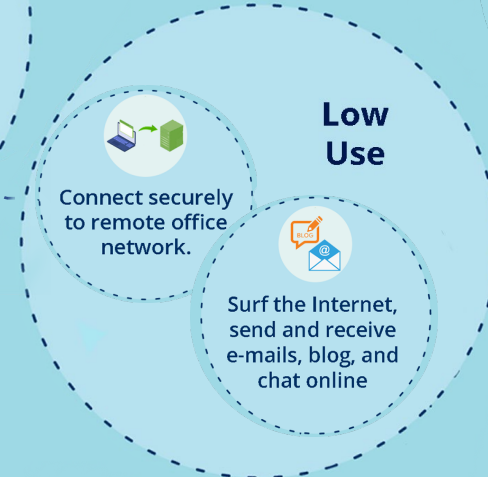 Low
Use
Connect securely
to remote office
network.
BLOG
@
Surf the Internet,
send and receive
e-mails, blog, and
chat online